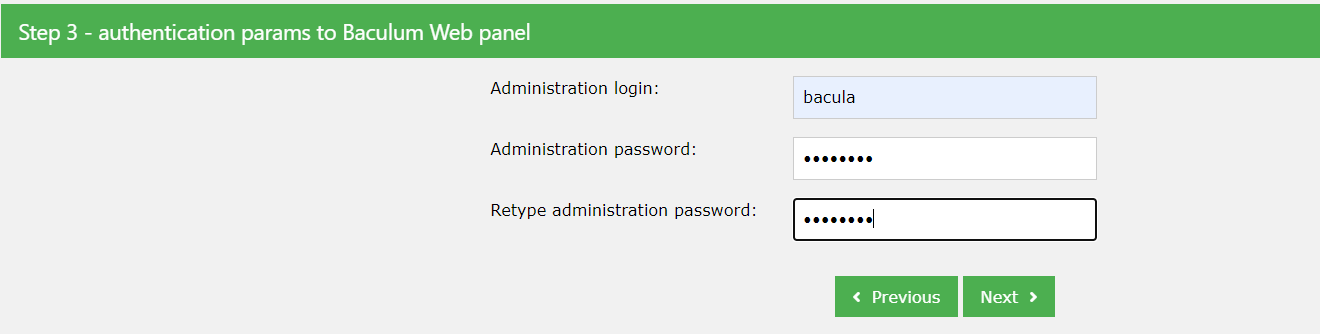 Step 3 - authentication params to Baculum Web panel
Administration login:
bacula
Administration password:
••••••••
Retype administration password:
••••••••
Previous
Next